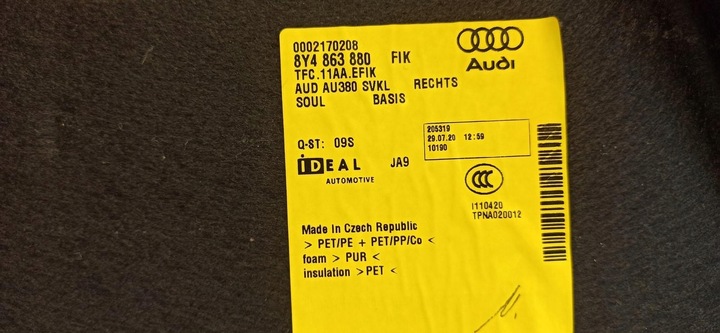 0002170208
8Y4 863 880 FIK
TFC.11AA.EFIK
AUD AU380 SVKL RECHTS
SOUL BASIS
Audi
Q-ST: 09S
205319
29.07.20 12:59
10190
iDEAL JA9
AUTOMOTIVE
CCC
I110420
TPNA020012
Made In Czech Republic
> PET/PE + PET/PP/Co <
foam > PUR <
insulation >PET <